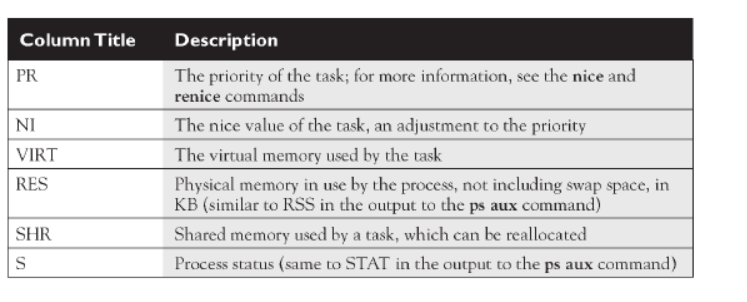 Column Title Description
PR The priority of the task; for more information, see the nice and
renice commands
NI The nice value of the task, an adjustment to the priority
VIRT The virtual memory used by the task
RES Physical memory in use by the process, not including swap space, in
KB (similar to RSS in the output to the ps aux command)
SHR Shared memory used by a task, which can be reallocated
S Process status (same to STAT in the output to the ps aux command)